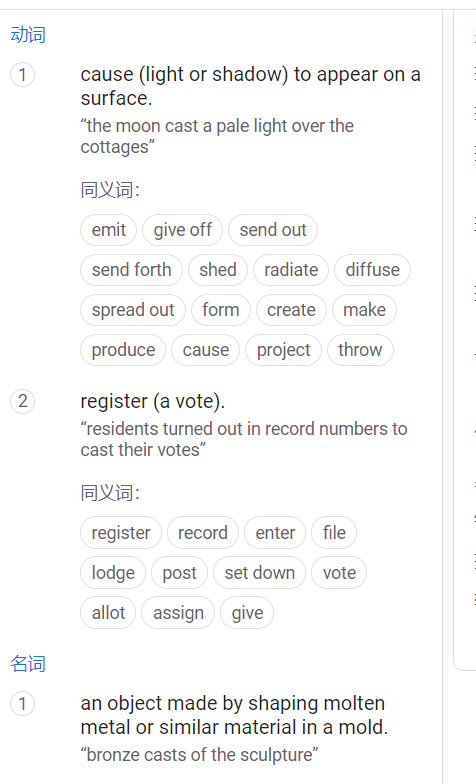 动词
1
cause (light or shadow) to appear on a
surface.
“the moon cast a pale light over the
cottages”
同义词：
emit give off send out
send forth shed radiate diffuse
spread out form create make
produce cause project throw
2
register (a vote).
“residents turned out in record numbers to
cast their votes”
同义词：
register record enter file
lodge post set down vote
allot assign give
名词
1
an object made by shaping molten
metal or similar material in a mold.
“bronze casts of the sculpture”